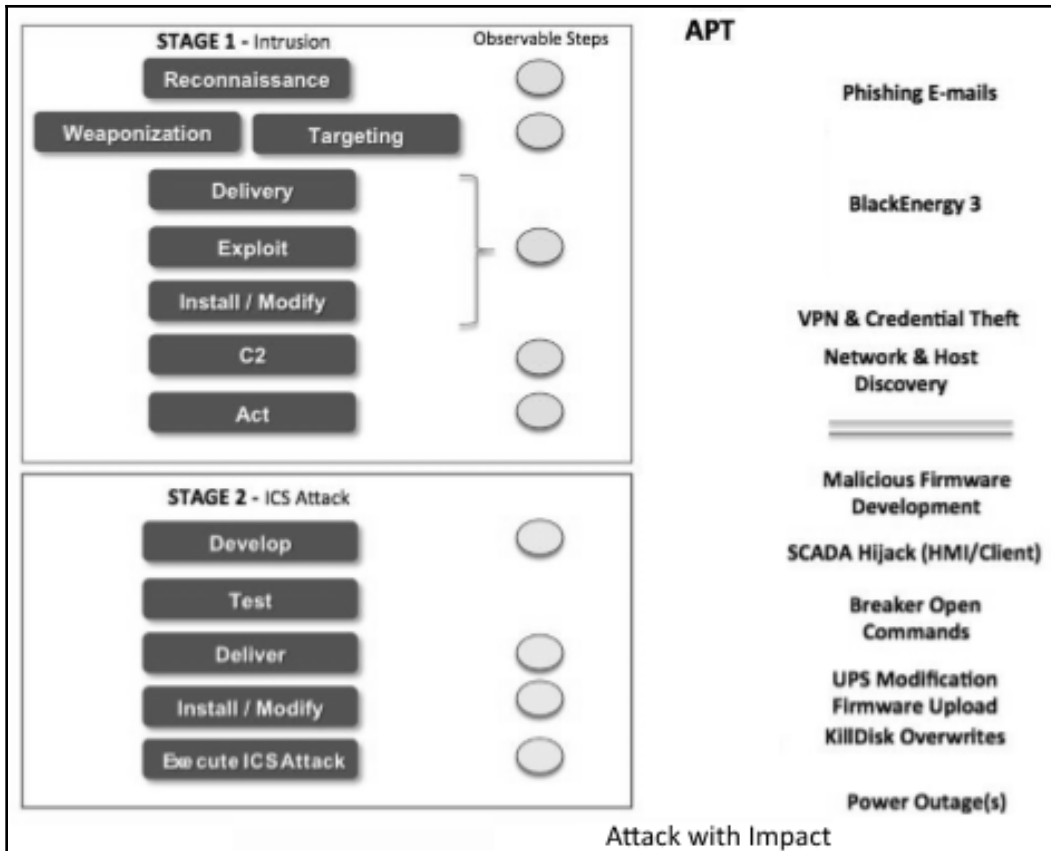 STAGE 1 - Intrusion
Observable Steps
Reconnaissance
Weaponization
Targeting
Delivery
Exploit
Install / Modify
C2
Act
STAGE 2 - ICS Attack
Develop
Test
Deliver
Install / Modify
Execute ICS Attack
APT
Phishing E-mails
BlackEnergy 3
VPN & Credential Theft
Network & Host
Discovery
Malicious Firmware
Development
SCADA Hijack (HMI/Client)
Breaker Open
Commands
UPS Modification
Firmware Upload
KillDisk Overwrites
Power Outage(s)
Attack with Impact